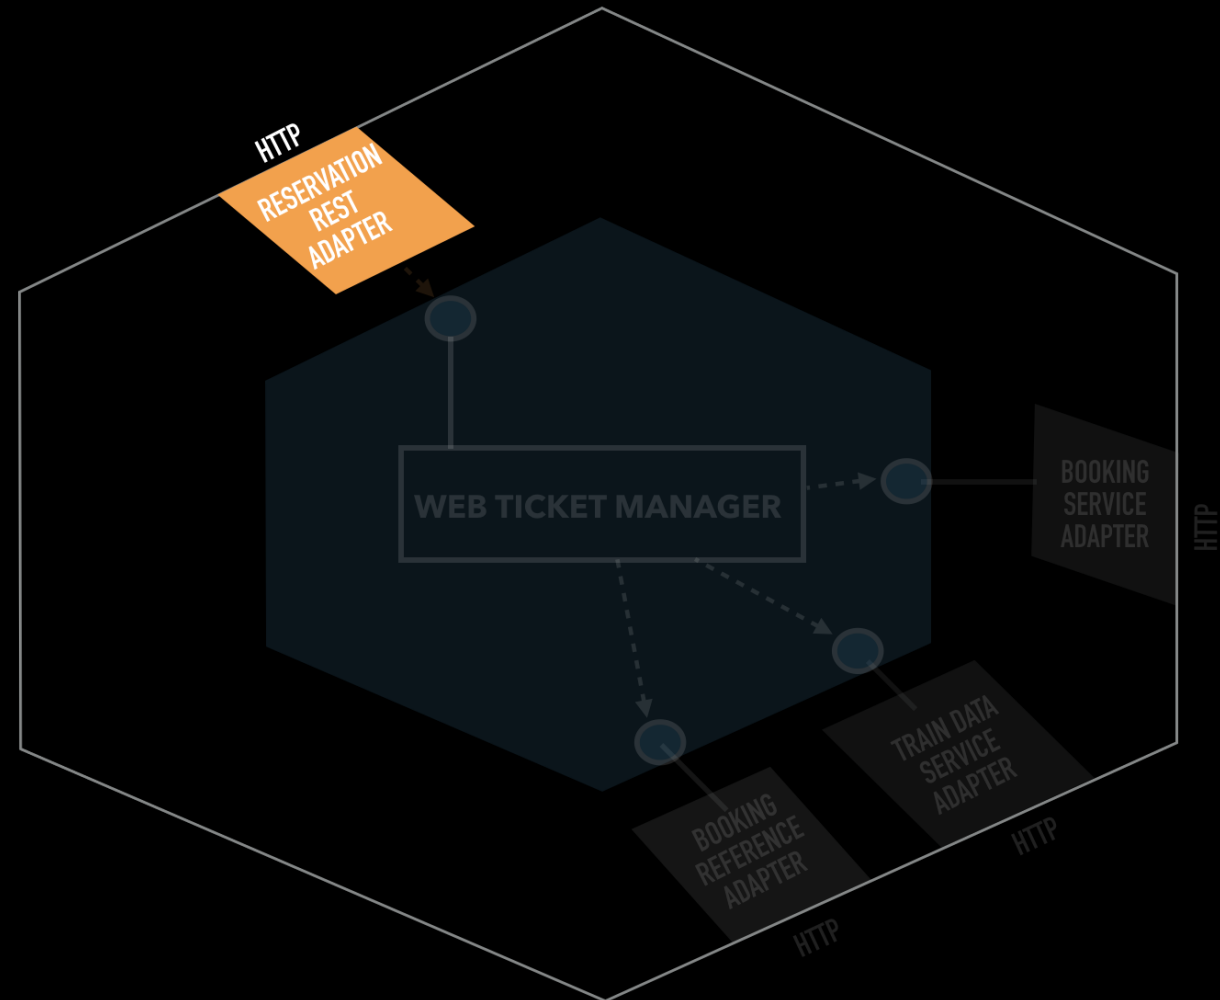 HTTP
RESERVATION
REST
ADAPTER
WEB TICKET MANAGER
BOOKING
SERVICE
ADAPTER
HTTP
TRAIN DATA
SERVICE
ADAPTER
HTTP
BOOKING
REFERENCE
ADAPTER
HTTP